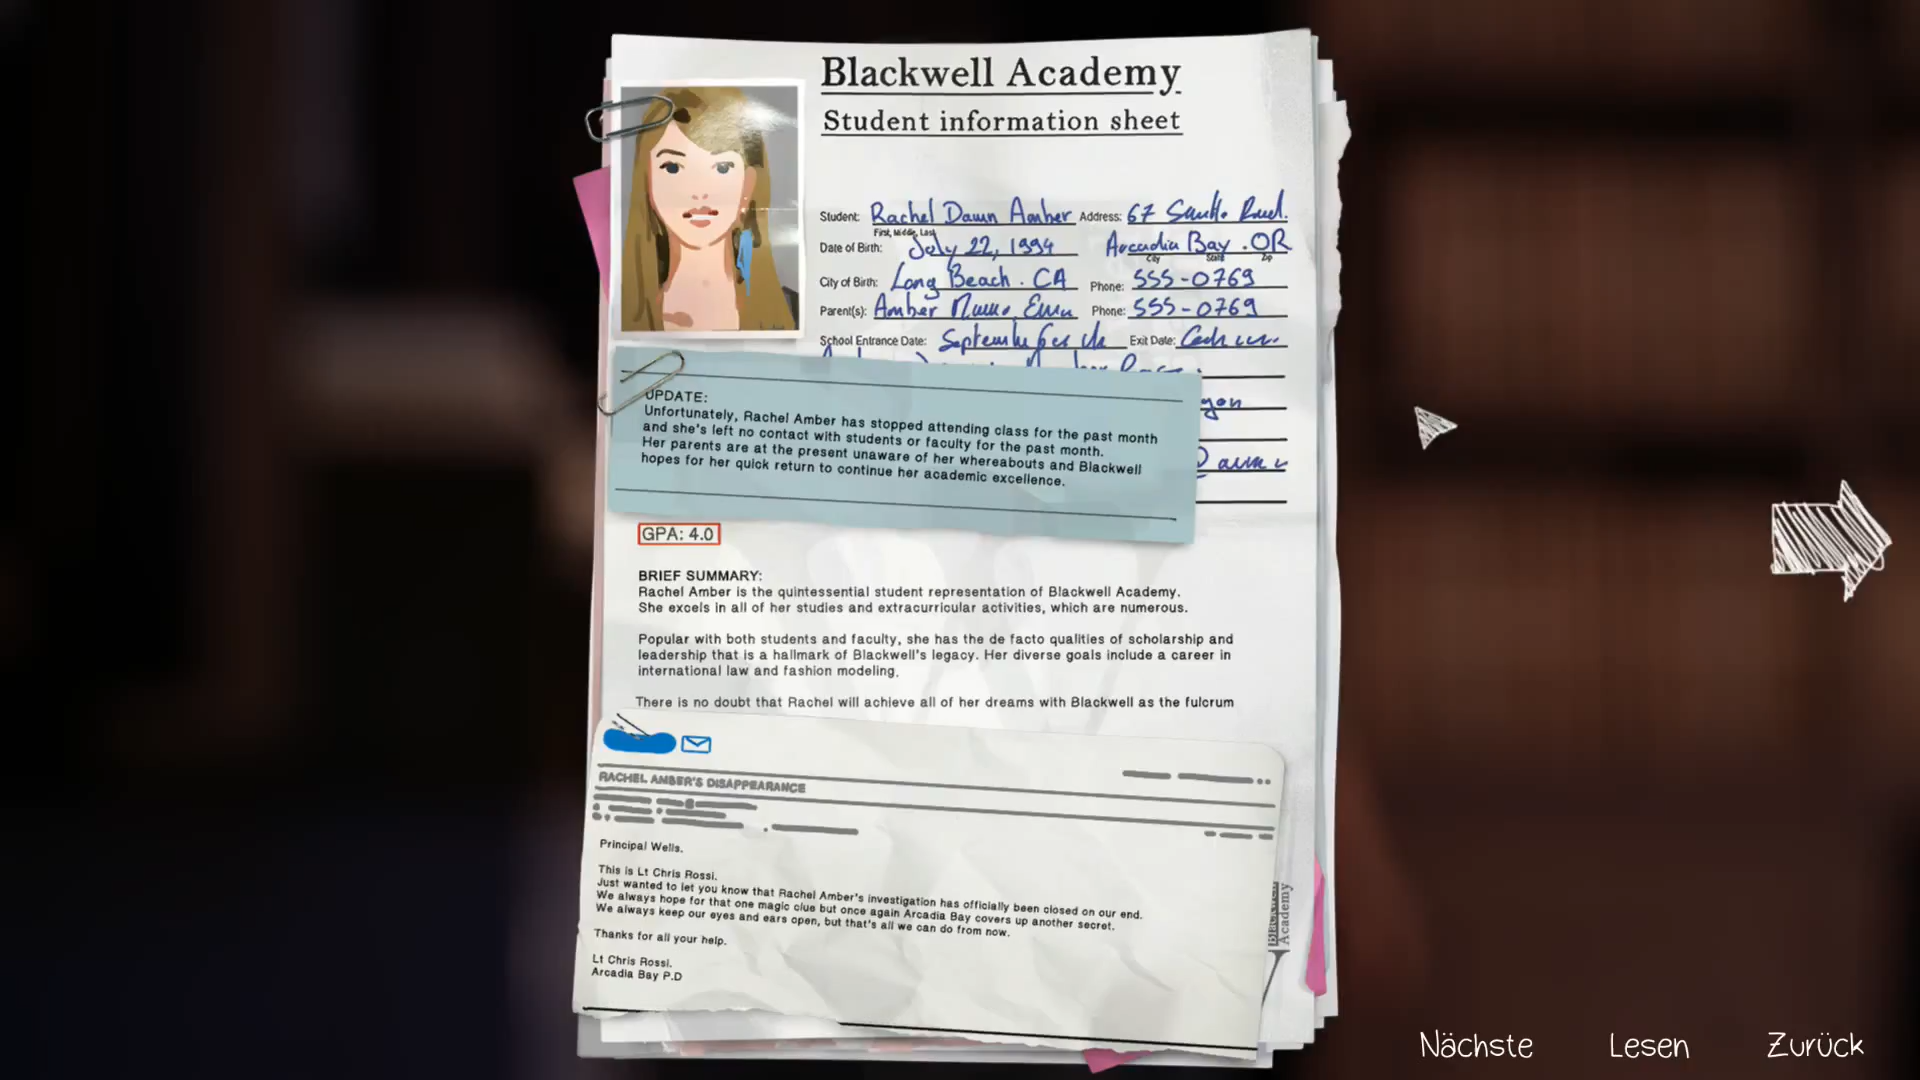 Blackwell Academy
Student information sheet
Student: Rachel Dawn Amber Address: 67
First, Middle, Last
Date of Birth: July 22, 1994 Arcadia Bay . OR
City State Zip
City of Birth: Long Beach . CA Phone: 555-0769
Parent(s): Amber Phone: 555-0769
School Entrance Date: Exit Date:
UPDATE:
Unfortunately, Rachel Amber has stopped attending class for the past month
and she's left no contact with students or faculty for the past month.
Her parents are at the present unaware of her whereabouts and Blackwell
hopes for her quick return to continue her academic excellence.
GPA: 4.0
BRIEF SUMMARY:
Rachel Amber is the quintessential student representation of Blackwell Academy.
She excels in all of her studies and extracurricular activities, which are numerous.
Popular with both students and faculty, she has the de facto qualities of scholarship and
leadership that is a hallmark of Blackwell's legacy. Her diverse goals include a career in
international law and fashion modeling.
There is no doubt that Rachel will achieve all of her dreams with Blackwell as the fulcrum
RACHEL AMBER'S DISAPPEARANCE
Principal Wells.
This is Lt Chris Rossi.
Just wanted to let you know that Rachel Amber's investigation has officially been closed on our end.
We always hope for that one magic clue but once again Arcadia Bay covers up another secret.
We always keep our eyes and ears open, but that's all we can do from now.
Thanks for all your help.
Lt Chris Rossi.
Arcadia Bay P.D
Blackwell
Academy
Nächste Lesen Zurück